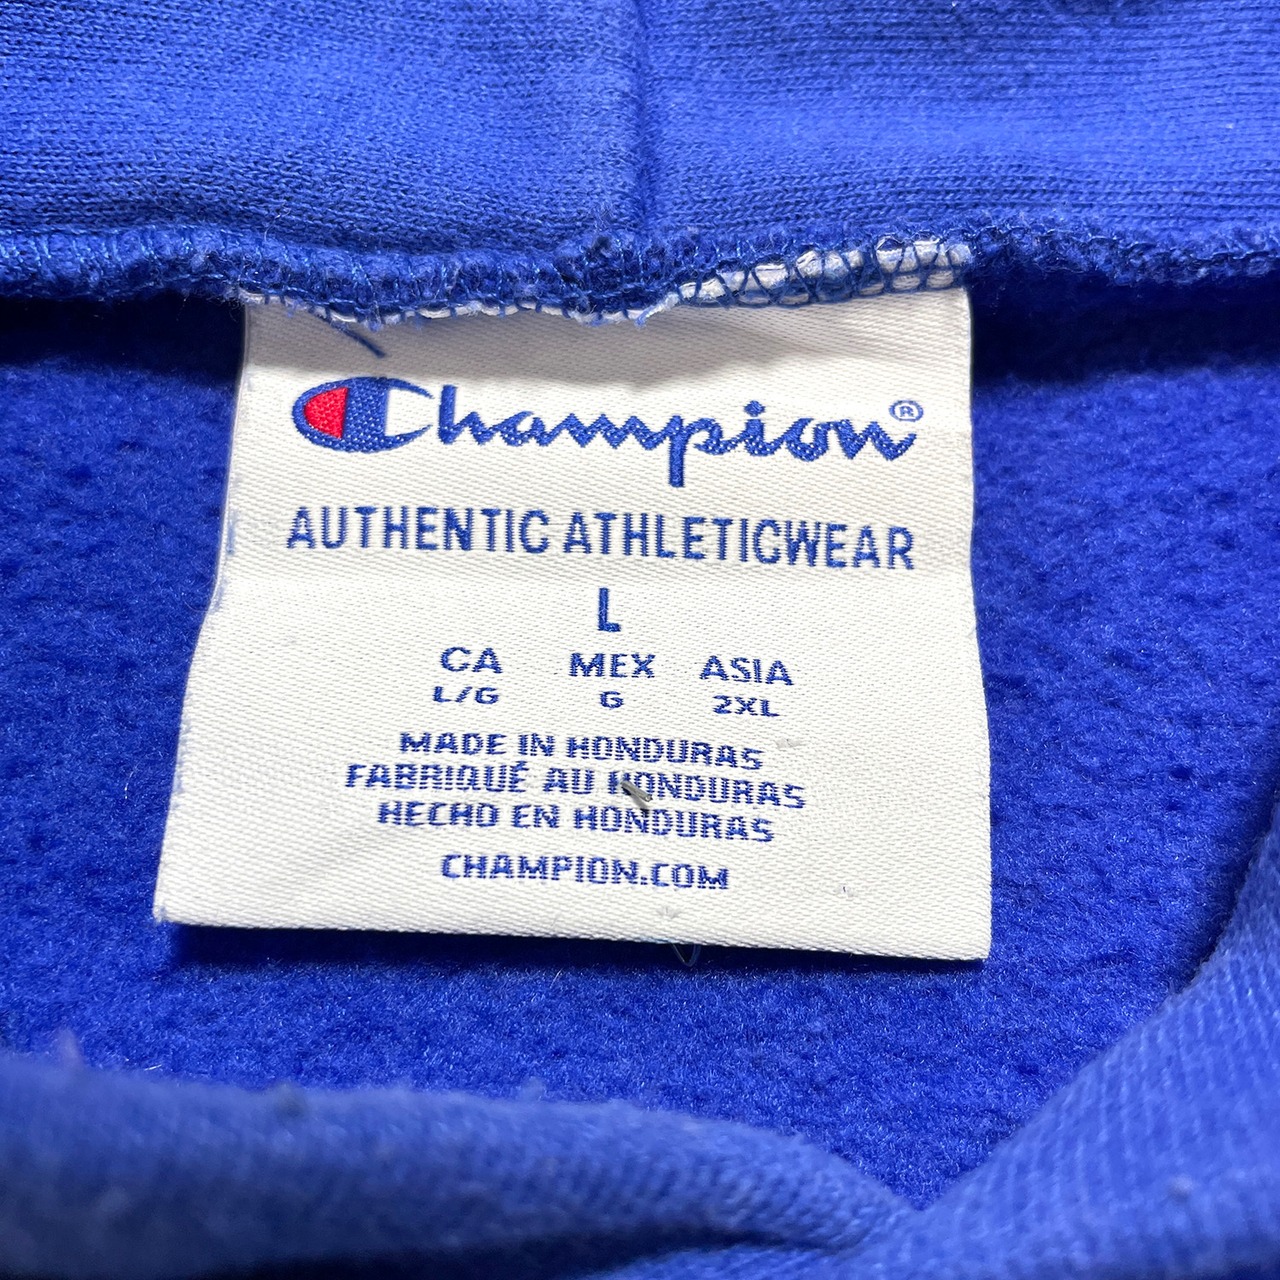 Champion®
AUTHENTIC ATHLETICWEAR
L
CA MEX ASIA
L/G G 2XL
MADE IN HONDURAS
FABRIQUÉ AU HONDURAS
HECHO EN HONDURAS
CHAMPION.COM